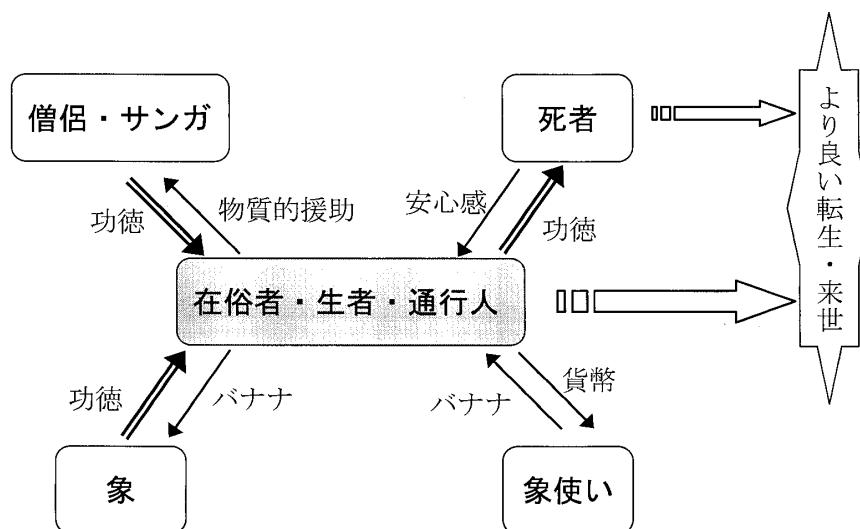 僧侶・サンガ
死者
より良い転生・来世
功徳
物質的援助
安心感
功徳
在俗者・生者・通行人
功徳
バナナ
バナナ
貨幣
象
象使い